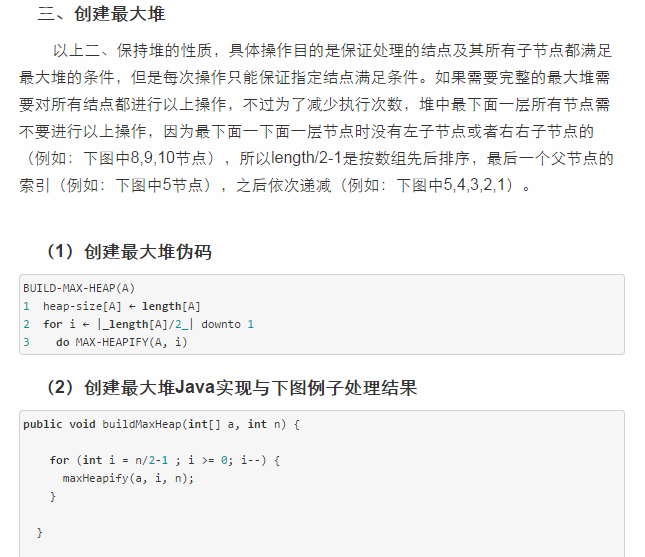 三、创建最大堆
以上二、保持堆的性质，具体操作目的是保证处理的结点及其所有子节点都满足
最大堆的条件，但是每次操作只能保证指定结点满足条件。如果需要完整的最大堆需
要对所有结点都进行以上操作，不过为了减少执行次数，堆中最下面一层所有节点需
不要进行以上操作，因为最下面一下面一层节点时没有左子节点或者右右子节点的
（例如：下图中8,9,10节点），所以length/2-1是按数组先后排序，最后一个父节点的
索引（例如：下图中5节点），之后依次递减（例如：下图中5,4,3,2,1）。
（1）创建最大堆伪码
BUILD-MAX-HEAP(A)
1 heap-size[A] ← length[A]
2 for i ← |_length[A]/2_| downto 1
3 do MAX-HEAPIFY(A, i)
（2）创建最大堆Java实现与下图例子处理结果
public void buildMaxHeap(int[] a, int n) {
for (int i = n/2-1 ; i >= 0; i--) {
maxHeapify(a, i, n);
}
}